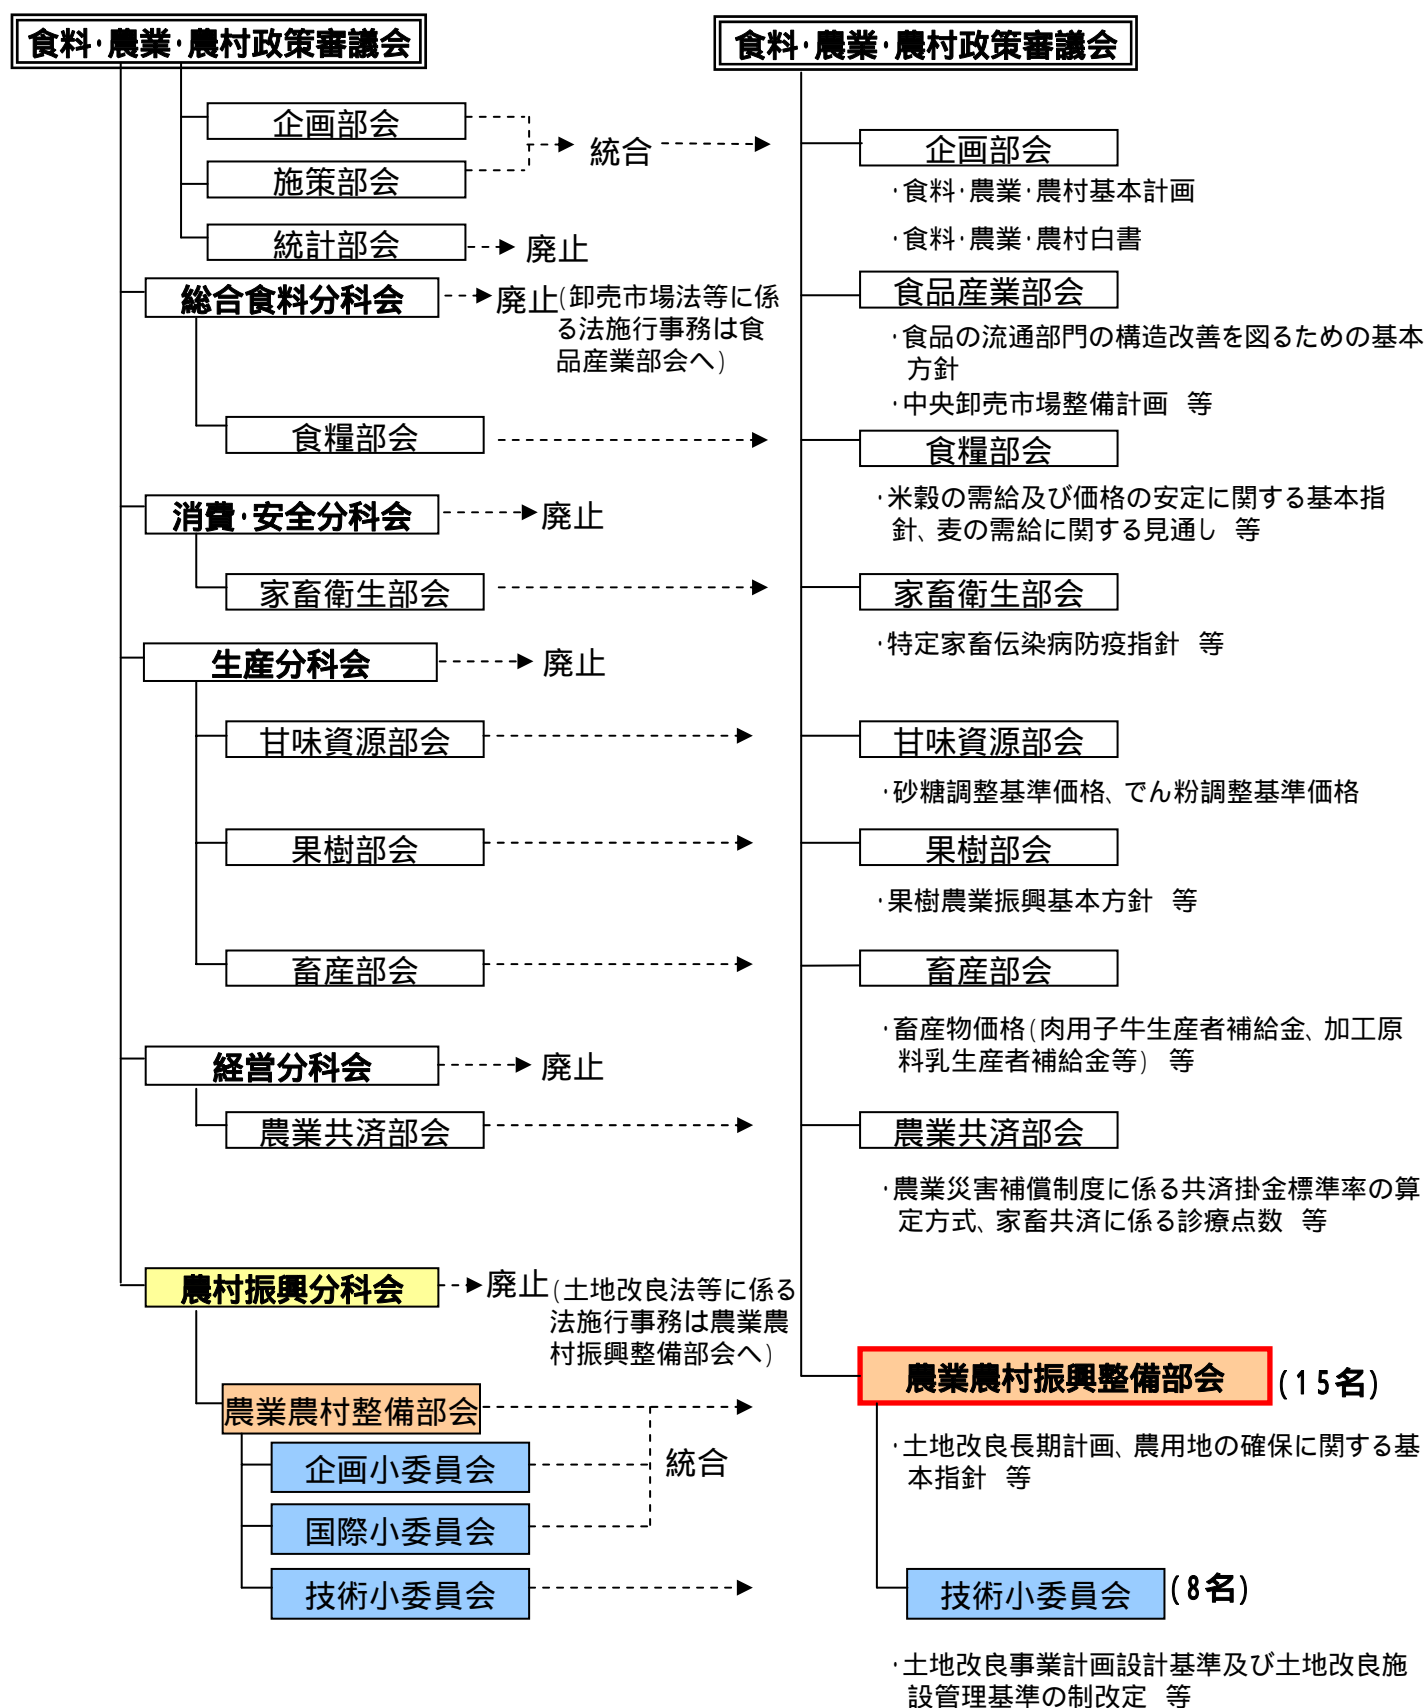 食料・農業・農村政策審議会
企画部会
施策部会
統合
統計部会
廃止
総合食料分科会
廃止(卸売市場法等に係
る法施行事務は食
品産業部会へ)
食糧部会
消費・安全分科会
廃止
家畜衛生部会
生産分科会
廃止
甘味資源部会
果樹部会
畜産部会
経営分科会
廃止
農業共済部会
農村振興分科会
廃止(土地改良法等に係る
法施行事務は農業農
村振興整備部会へ)
農業農村整備部会
企画小委員会
統合
国際小委員会
技術小委員会
食料・農業・農村政策審議会
企画部会
・食料・農業・農村基本計画
・食料・農業・農村白書
食品産業部会
・食品の流通部門の構造改善を図るための基本
方針
・中央卸売市場整備計画 等
食糧部会
・米穀の需給及び価格の安定に関する基本指
針、麦の需給に関する見通し 等
家畜衛生部会
・特定家畜伝染病防疫指針 等
甘味資源部会
・砂糖調整基準価格、でん粉調整基準価格
果樹部会
・果樹農業振興基本方針 等
畜産部会
・畜産物価格(肉用子牛生産者補給金、加工原
料乳生産者補給金等) 等
農業共済部会
・農業災害補償制度に係る共済掛金標準率の算
定方式、家畜共済に係る診療点数 等
農業農村振興整備部会 (15名)
・土地改良長期計画、農用地の確保に関する基
本指針 等
技術小委員会 (8名)
・土地改良事業計画設計基準及び土地改良施
設管理基準の制改定 等